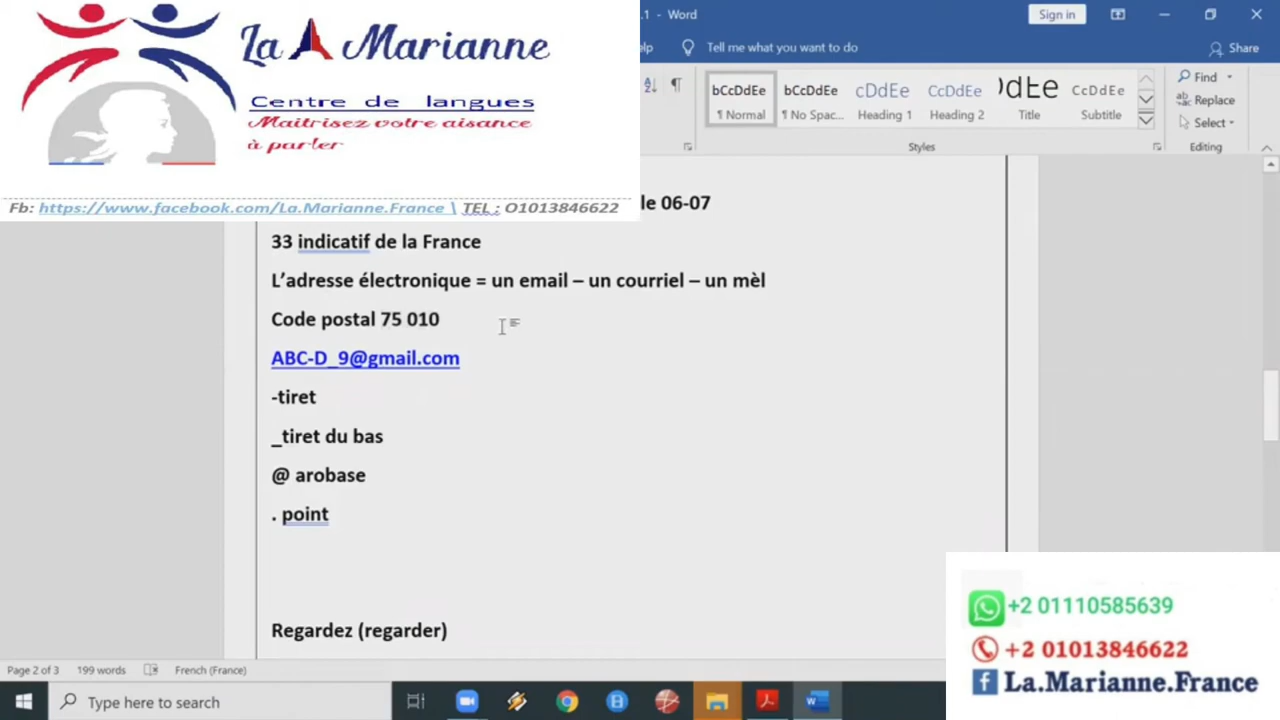 La Marianne
Centre de langues
Maîtrisez votre aisance
à parler
Fb: https://www.facebook.com/La.Marianne.France \ TEL : O1013846622
.1 - Word
Sign in
lp
Tell me what you want to do
Share
bCcDdEe
bCcDdEe
cDdEe
CcDdEe
CcDdEe
¶ Normal
¶ No Spac...
Heading 1
Heading 2
Title
Subtitle
Find
Replace
Select
Styles
Editing
le 06-07
33 indicatif de la France
L’adresse électronique = un email – un courriel – un mèl
Code postal 75 010
ABC-D_9@gmail.com
-tiret
_tiret du bas
@ arobase
. point
Regardez (regarder)
+2 01110585639
+2 01013846622
La.Marianne.France
Page 2 of 3
199 words
French (France)
Type here to search